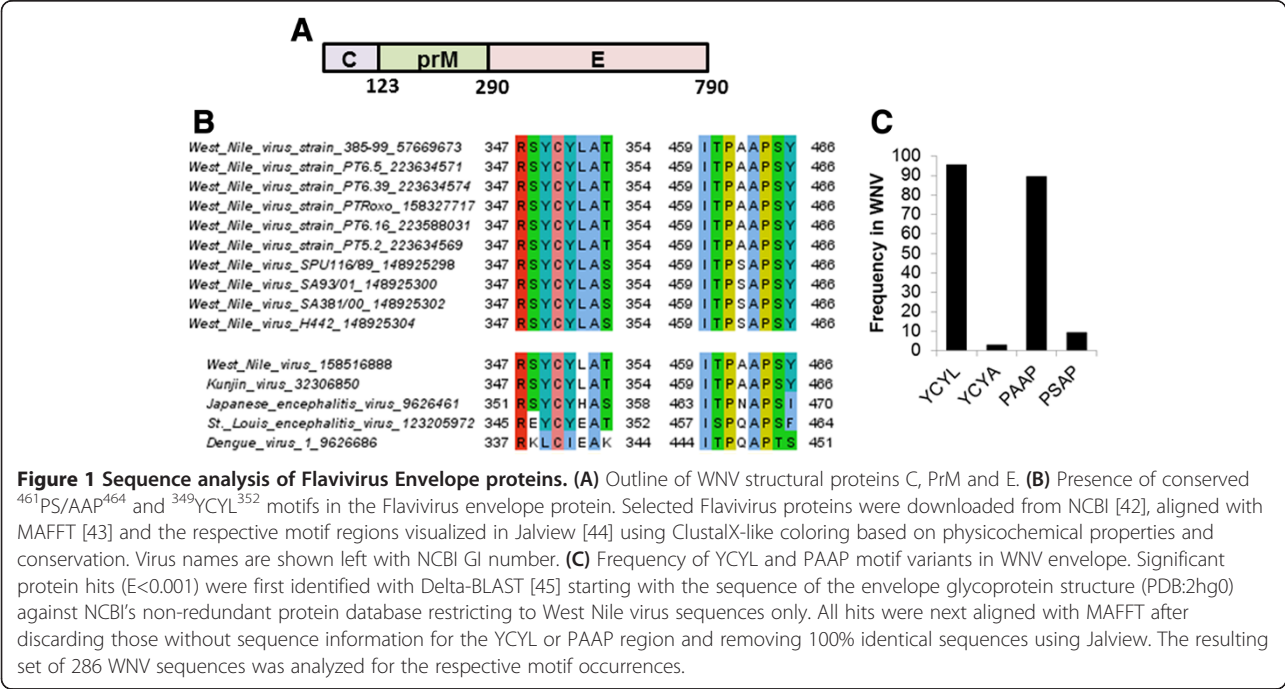 A
C prM E
123 290 790
B
West_Nile_virus_strain_385-99_57669673 347 RSYCYLAT 354 459 ITPAAPSY 466
West_Nile_virus_strain_PT6.5_223634571 347 RSYCYLAT 354 459 ITPAAPSY 466
West_Nile_virus_strain_PT6.39_223634574 347 RSYCYLAT 354 459 ITPAAPSY 466
West_Nile_virus_strain_PTRoxo_158327717 347 RSYCYLAT 354 459 ITPAAPSY 466
West_Nile_virus_strain_PT6.16_223588031 347 RSYCYLAT 354 459 ITPAAPSY 466
West_Nile_virus_strain_PT5.2_223634569 347 RSYCYLAT 354 459 ITPAAPSY 466
West_Nile_virus_SPU116/89_148925298 347 RSYCYLAS 354 459 ITPSAPSY 466
West_Nile_virus_SA93/01_148925300 347 RSYCYLAS 354 459 ITPSAPSY 466
West_Nile_virus_SA381/00_148925302 347 RSYCYLAS 354 459 ITPSAPSY 466
West_Nile_virus_H442_148925304 347 RSYCYLAS 354 459 ITPSAPSY 466
West_Nile_virus_158516888 347 RSYCYLAT 354 459 ITPAAPSY 466
Kunjin_virus_32306850 347 RSYCYLAT 354 459 ITPAAPSY 466
Japanese_encephalitis_virus_9626461 351 RSYCYHAS 358 463 ITPNAPSI 470
St._Louis_encephalitis_virus_123205972 345 REYCYEAT 352 457 ISPQAPSF 464
Dengue_virus_1_9626686 337 RKLCIEAK 344 444 ITPQAPTS 451
C
Frequency in WNV
100
90
80
70
60
50
40
30
20
10
0
YCYL YCYA PAAP PSAP
Figure 1 Sequence analysis of Flavivirus Envelope proteins. (A) Outline of WNV structural proteins C, PrM and E. (B) Presence of conserved
461PS/AAP464 and 349YCYL352 motifs in the Flavivirus envelope protein. Selected Flavivirus proteins were downloaded from NCBI [42], aligned with
MAFFT [43] and the respective motif regions visualized in Jalview [44] using ClustalX-like coloring based on physicochemical properties and
conservation. Virus names are shown left with NCBI GI number. (C) Frequency of YCYL and PAAP motif variants in WNV envelope. Significant
protein hits (E<0.001) were first identified with Delta-BLAST [45] starting with the sequence of the envelope glycoprotein structure (PDB:2hg0)
against NCBI's non-redundant protein database restricting to West Nile virus sequences only. All hits were next aligned with MAFFT after
discarding those without sequence information for the YCYL or PAAP region and removing 100% identical sequences using Jalview. The resulting
set of 286 WNV sequences was analyzed for the respective motif occurrences.